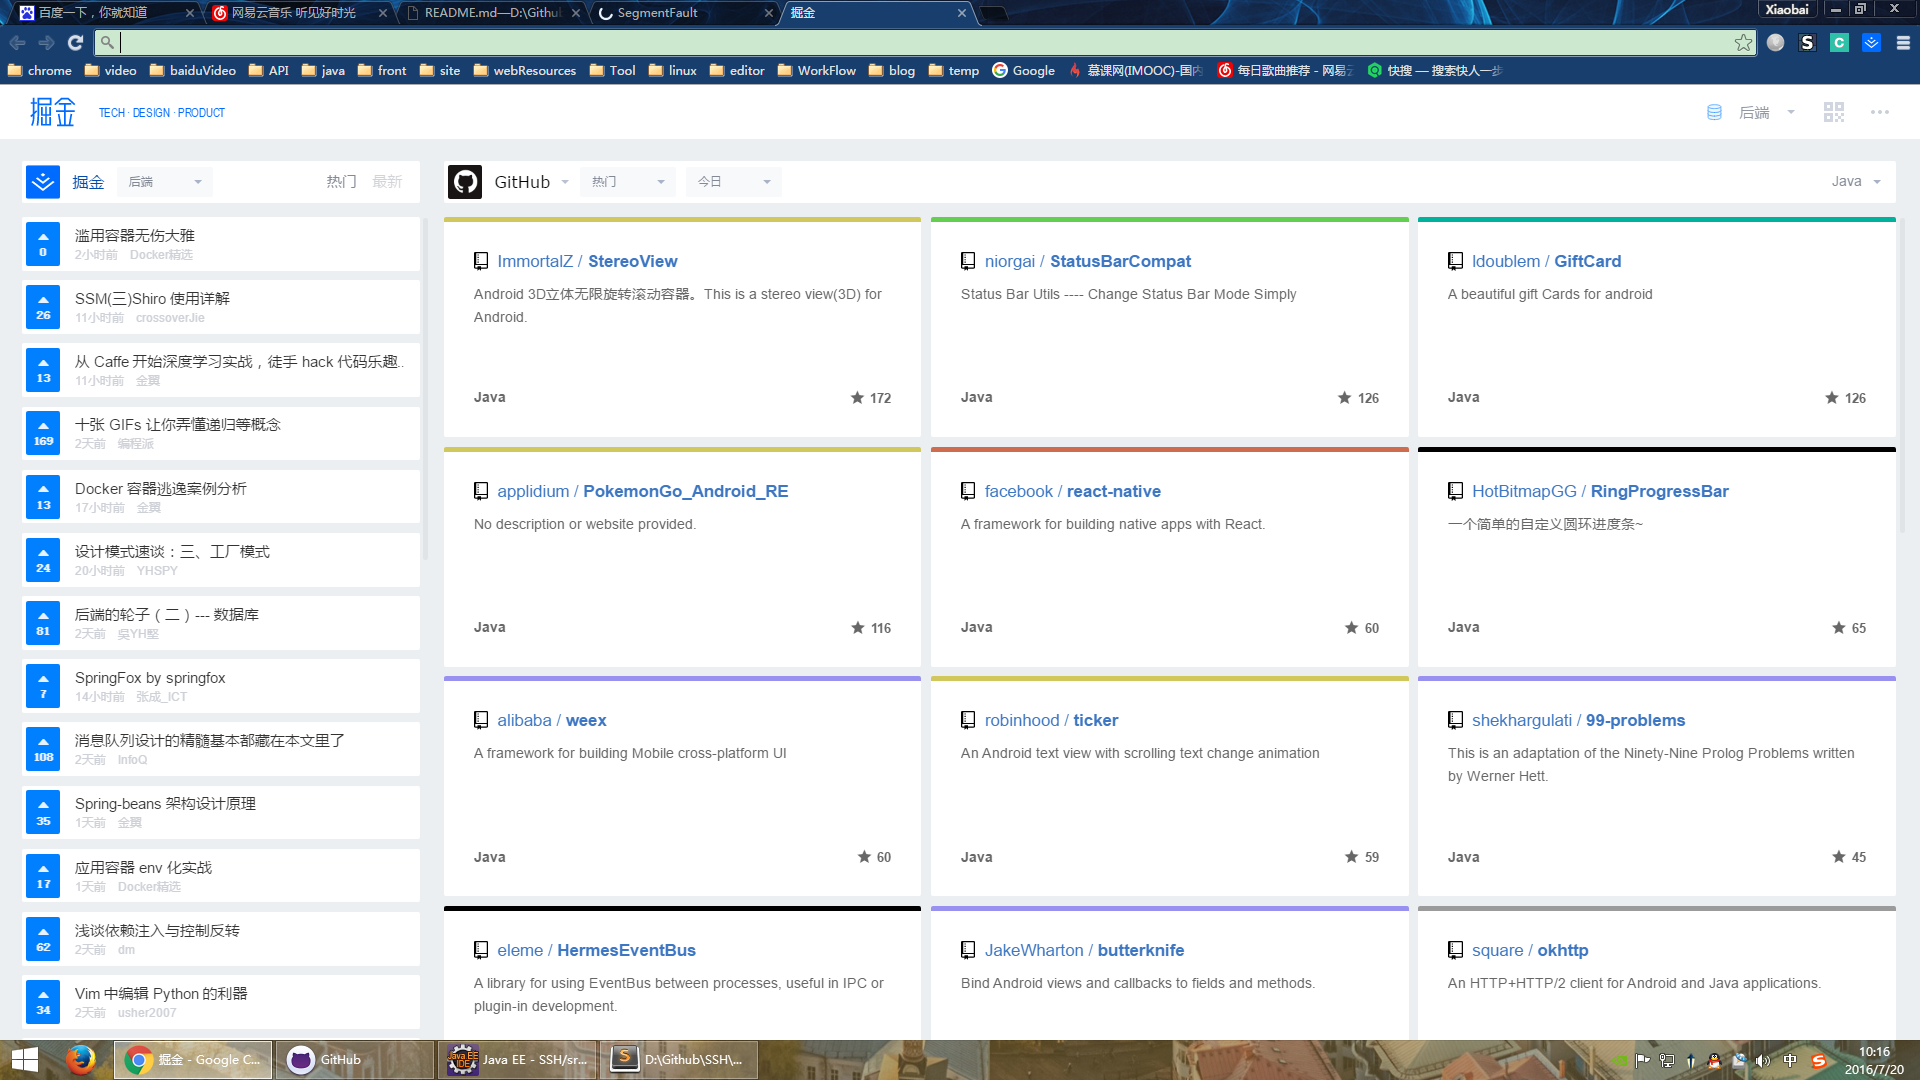 百度一下，你就知道
网易云音乐 听见好时光
README.md—D:\Githu
SegmentFault
掘金
Xiaobai
chrome
video
baiduVideo
API
java
front
site
webResources
Tool
linux
editor
WorkFlow
blog
temp
Google
慕课网(IMOOC)-国内
每日歌曲推荐 - 网易云
快搜 — 搜索快人一步
掘金
TECH · DESIGN · PRODUCT
后端
掘金
后端
热门
最新
GitHub
热门
今日
Java
0
滥用容器无伤大雅
2小时前 Docker精选
26
SSM(三)Shiro 使用详解
11小时前 crossoverJie
13
从 Caffe 开始深度学习实战，徒手 hack 代码乐趣..
11小时前 金翼
169
十张 GIFs 让你弄懂递归等概念
2天前 编程派
13
Docker 容器逃逸案例分析
17小时前 金翼
24
设计模式速谈：三、工厂模式
20小时前 YHSPY
81
后端的轮子（二）--- 数据库
2天前 吳YH堅
7
SpringFox by springfox
14小时前 张成_ICT
108
消息队列设计的精髓基本都藏在本文里了
2天前 InfoQ
35
Spring-beans 架构设计原理
1天前 金翼
17
应用容器 env 化实战
1天前 Docker精选
62
浅谈依赖注入与控制反转
2天前 dm
34
Vim 中编辑 Python 的利器
2天前 usher2007
ImmortalZ / StereoView
Android 3D立体无限旋转滚动容器。This is a stereo view(3D) for
Android.
Java
172
niorgai / StatusBarCompat
Status Bar Utils ---- Change Status Bar Mode Simply
Java
126
ldoublem / GiftCard
A beautiful gift Cards for android
Java
126
applidium / PokemonGo_Android_RE
No description or website provided.
Java
116
facebook / react-native
A framework for building native apps with React.
Java
60
HotBitmapGG / RingProgressBar
一个简单的自定义圆环进度条~
Java
65
alibaba / weex
A framework for building Mobile cross-platform UI
Java
60
robinhood / ticker
An Android text view with scrolling text change animation
Java
59
shekhargulati / 99-problems
This is an adaptation of the Ninety-Nine Prolog Problems written
by Werner Hett.
Java
45
eleme / HermesEventBus
A library for using EventBus between processes, useful in IPC or
plugin-in development.
JakeWharton / butterknife
Bind Android views and callbacks to fields and methods.
square / okhttp
An HTTP+HTTP/2 client for Android and Java applications.
掘金 - Google C...
GitHub
Java EE - SSH/sr...
D:\Github\SSH\...
中
10:16
2016/7/20